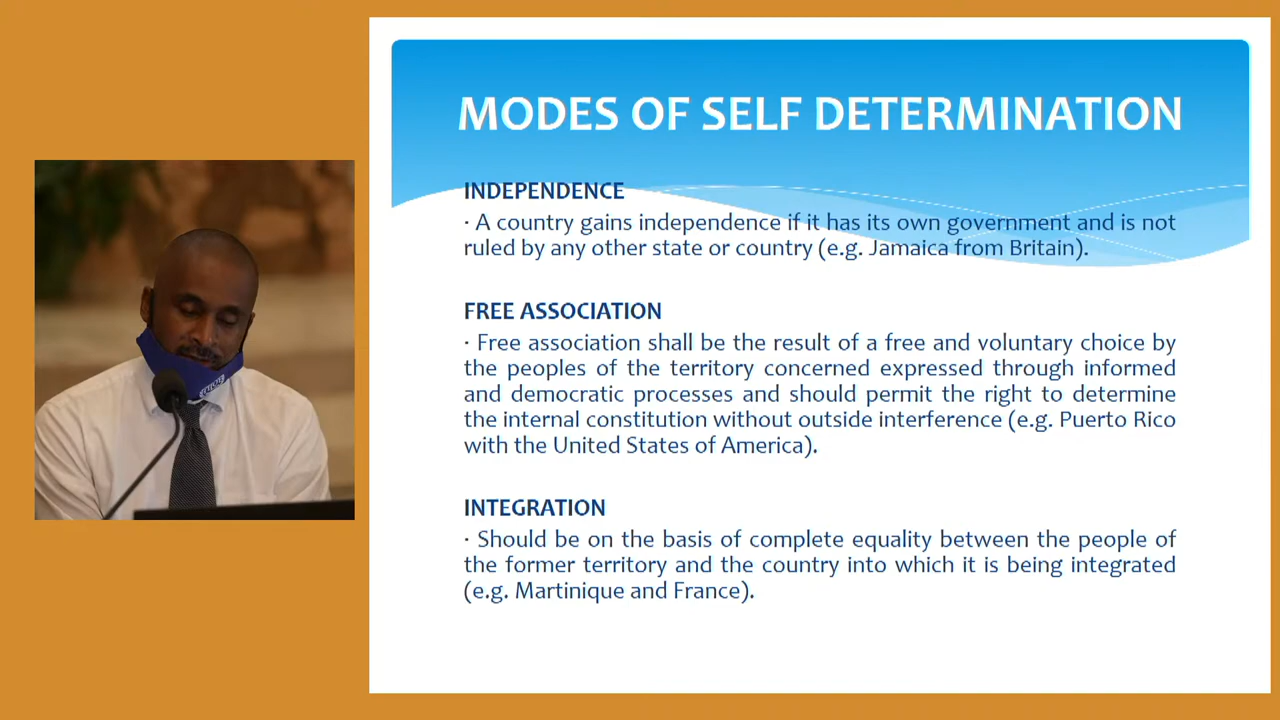 MODES OF SELF DETERMINATION
INDEPENDENCE
· A country gains independence if it has its own government and is not
ruled by any other state or country (e.g. Jamaica from Britain).
FREE ASSOCIATION
· Free association shall be the result of a free and voluntary choice by
the peoples of the territory concerned expressed through informed
and democratic processes and should permit the right to determine
the internal constitution without outside interference (e.g. Puerto Rico
with the United States of America).
INTEGRATION
· Should be on the basis of complete equality between the people of
the former territory and the country into which it is being integrated
(e.g. Martinique and France).